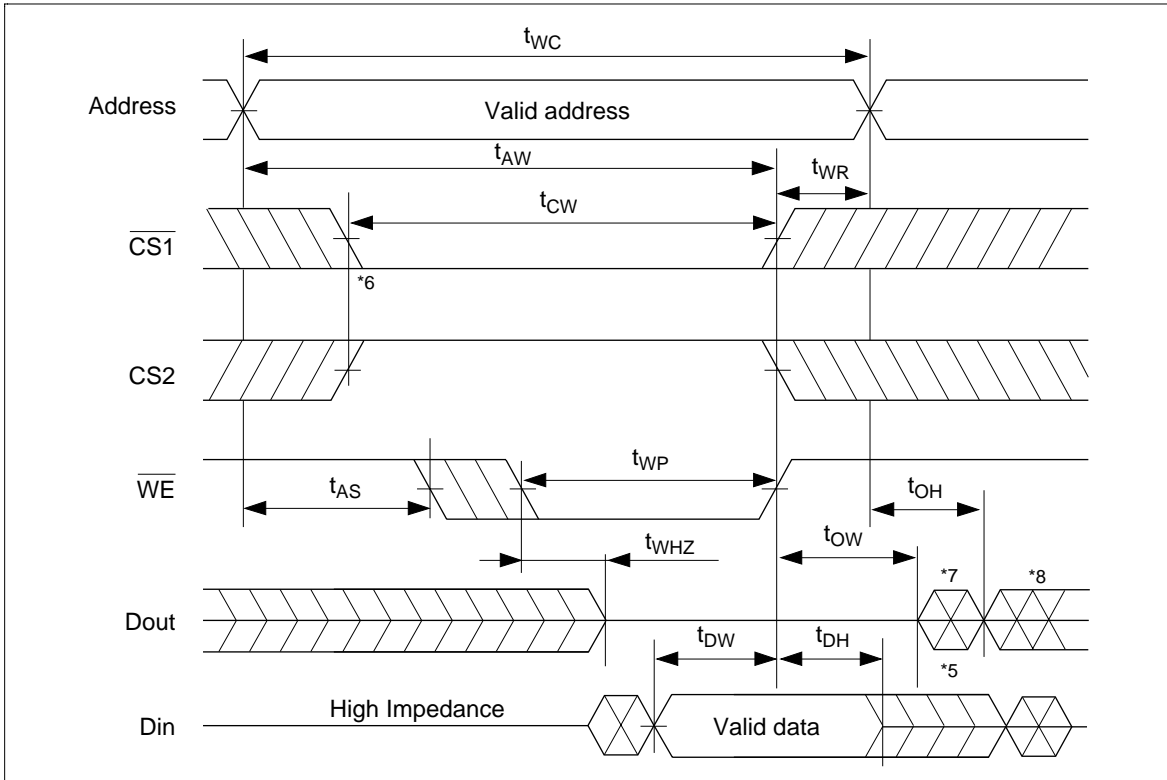 tWC
Address
Valid address
tAW
tWR
tCW
CS1
*6
CS2
WE
tWP
tAS
tOH
tWHZ
tOW
*7
*8
Dout
tDW
tDH
*5
High Impedance
Din
Valid data